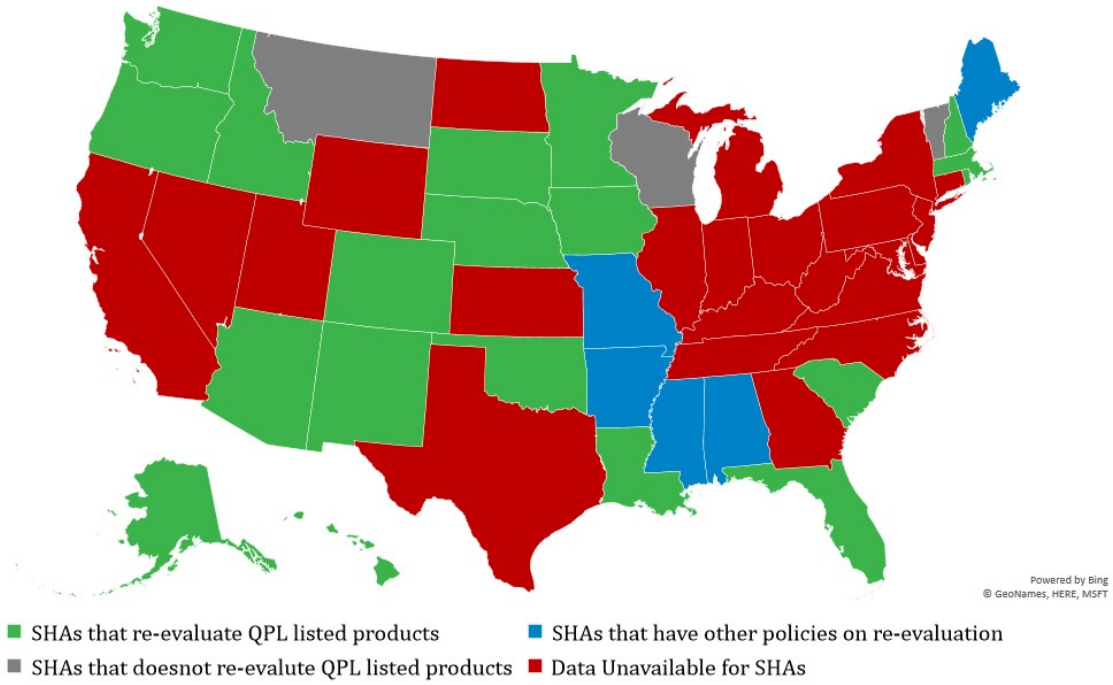 Powered by Bing
© GeoNames, HERE, MSFT
SHAs that re-evaluate QPL listed products
SHAs that have other policies on re-evaluation
SHAs that doesnot re-evalute QPL listed products
Data Unavailable for SHAs